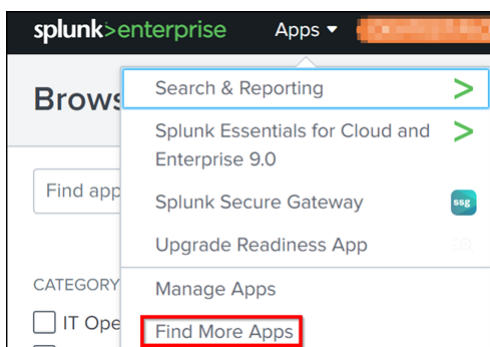 splunk>enterprise Apps ▾
Brows
Search & Reporting
Splunk Essentials for Cloud and
Enterprise 9.0
Find app
Splunk Secure Gateway
ssg
Upgrade Readiness App
CATEGORY
Manage Apps
IT Ope
Find More Apps